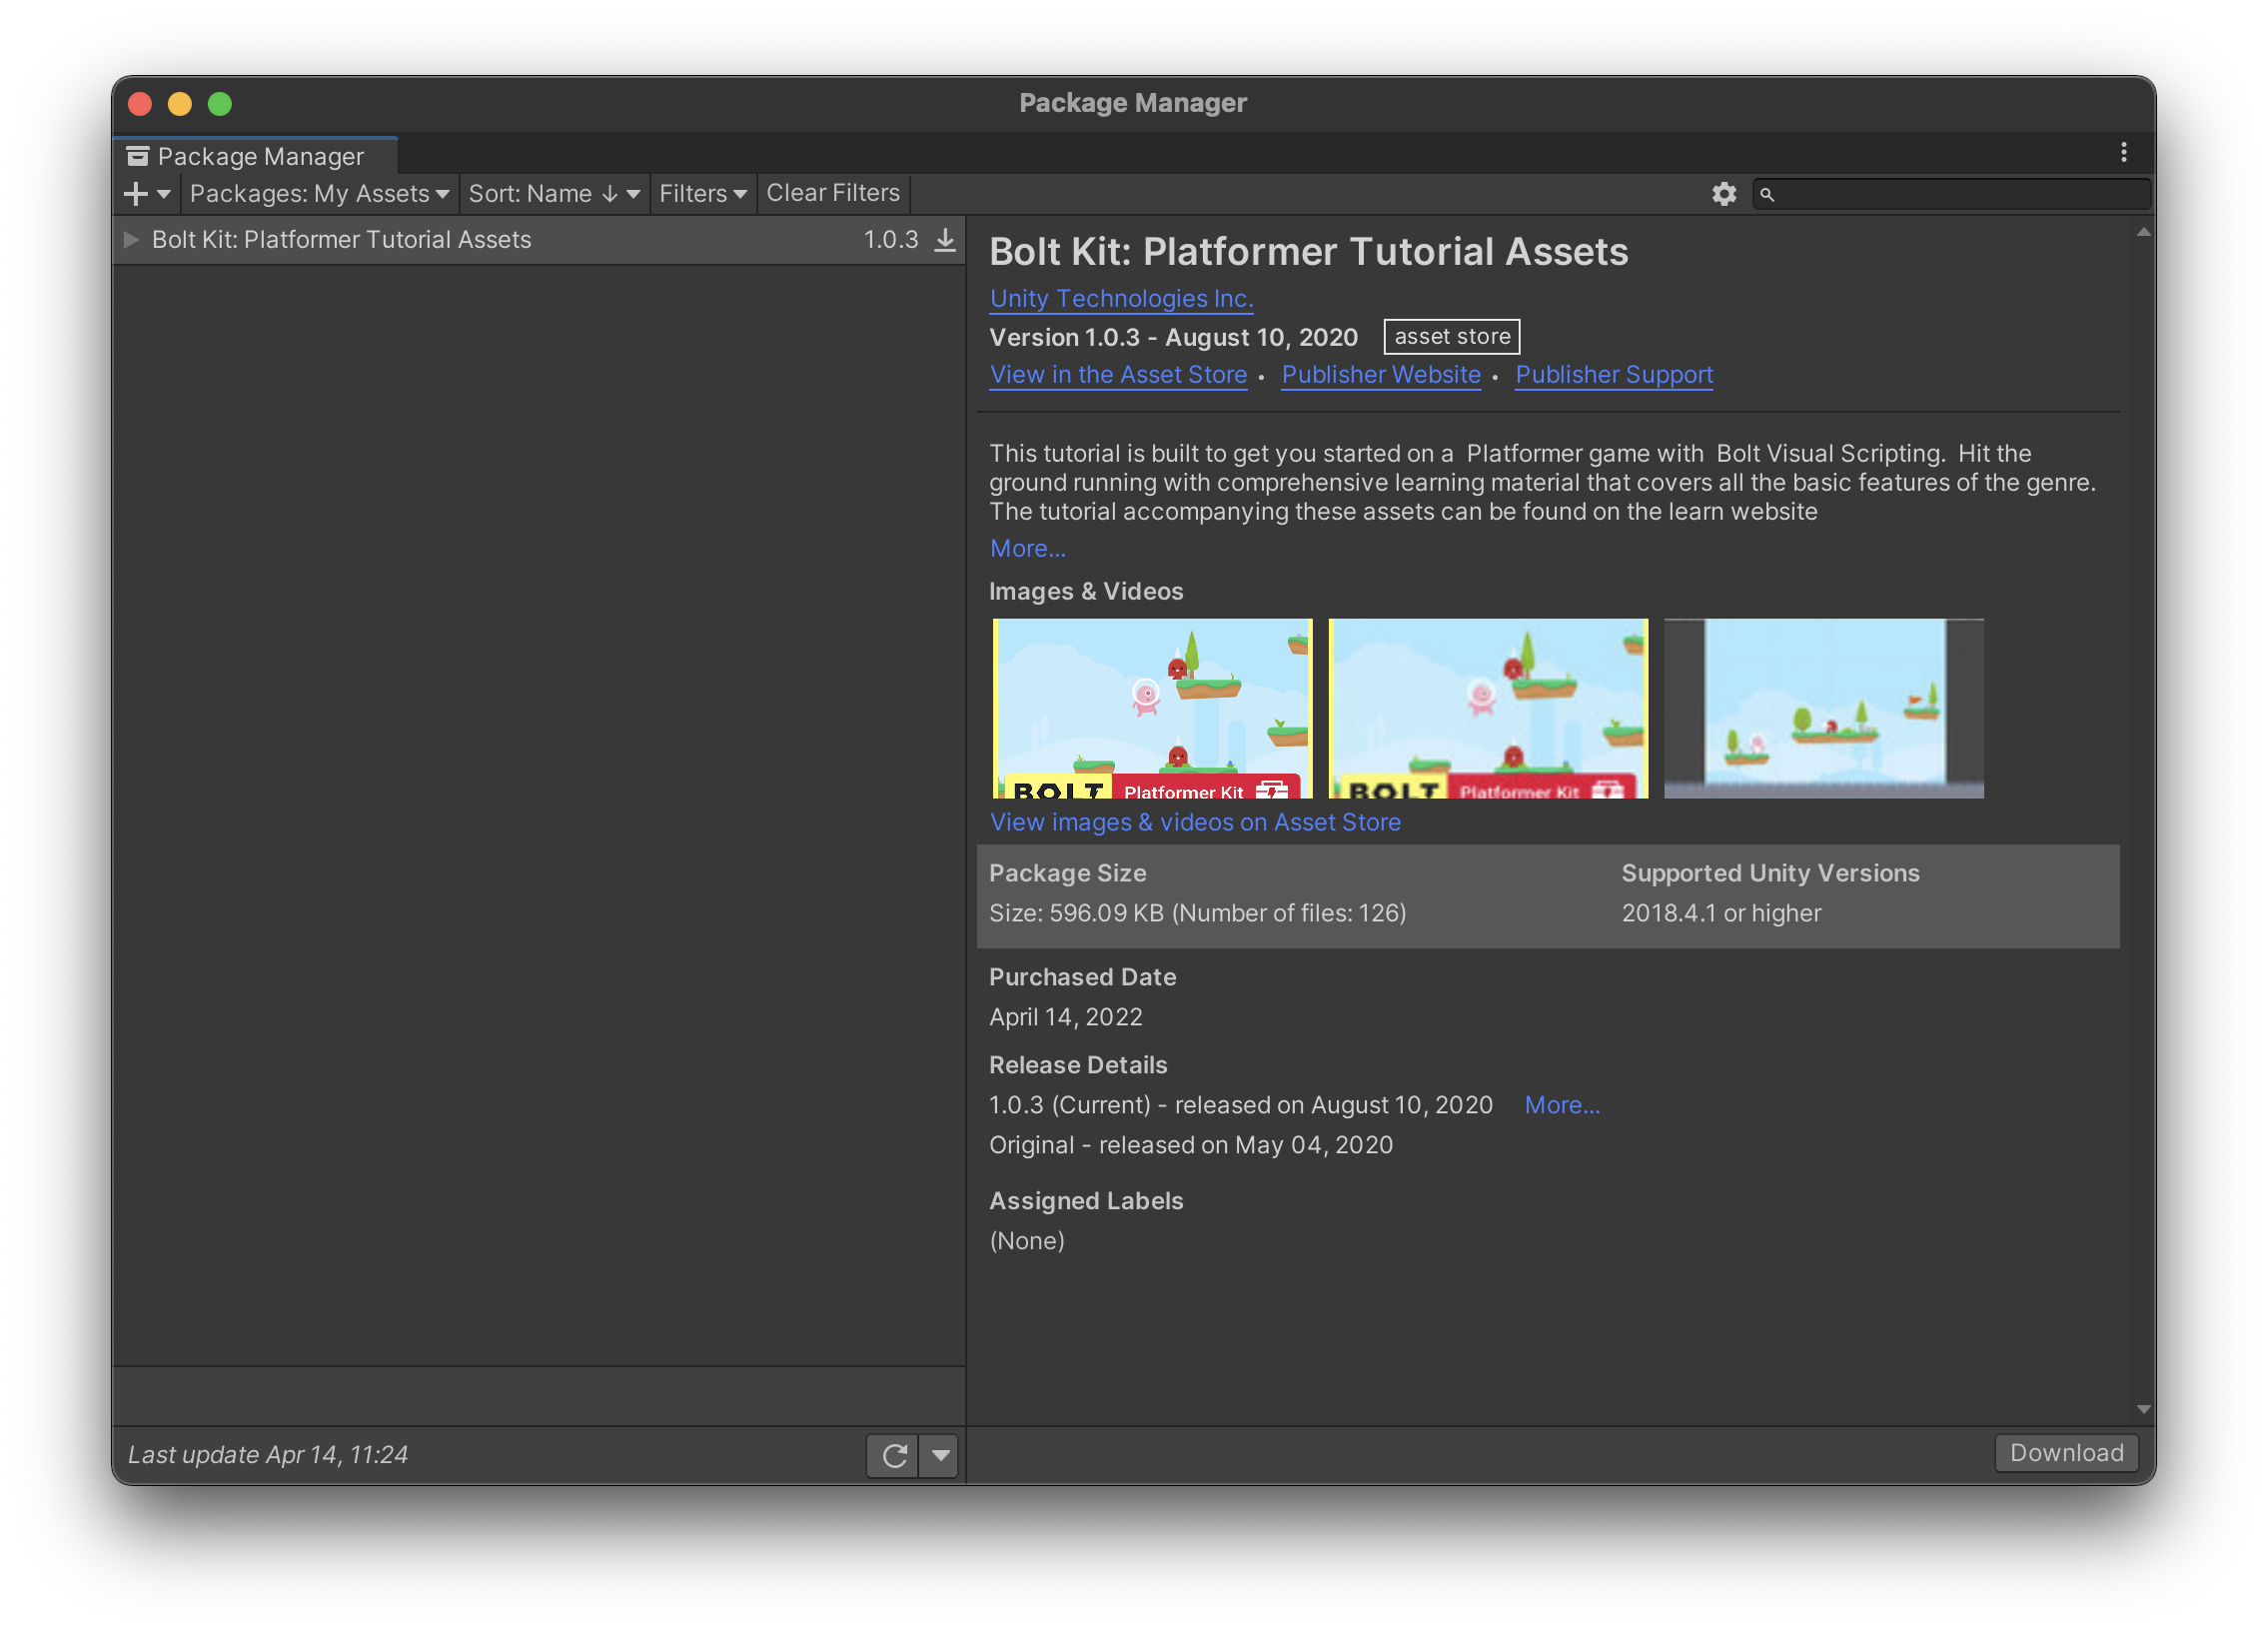 Package Manager
Package Manager
Packages: My Assets
Sort: Name ↓
Filters
Clear Filters
Bolt Kit: Platformer Tutorial Assets 1.0.3
Bolt Kit: Platformer Tutorial Assets
Unity Technologies Inc.
Version 1.0.3 - August 10, 2020 asset store
View in the Asset Store • Publisher Website • Publisher Support
This tutorial is built to get you started on a Platformer game with Bolt Visual Scripting. Hit the
ground running with comprehensive learning material that covers all the basic features of the genre.
The tutorial accompanying these assets can be found on the learn website
More...
Images & Videos
BOLT Platformer Kit
BOLT Platformer Kit
View images & videos on Asset Store
Package Size
Size: 596.09 KB (Number of files: 126)
Supported Unity Versions
2018.4.1 or higher
Purchased Date
April 14, 2022
Release Details
1.0.3 (Current) - released on August 10, 2020 More...
Original - released on May 04, 2020
Assigned Labels
(None)
Last update Apr 14, 11:24
Download